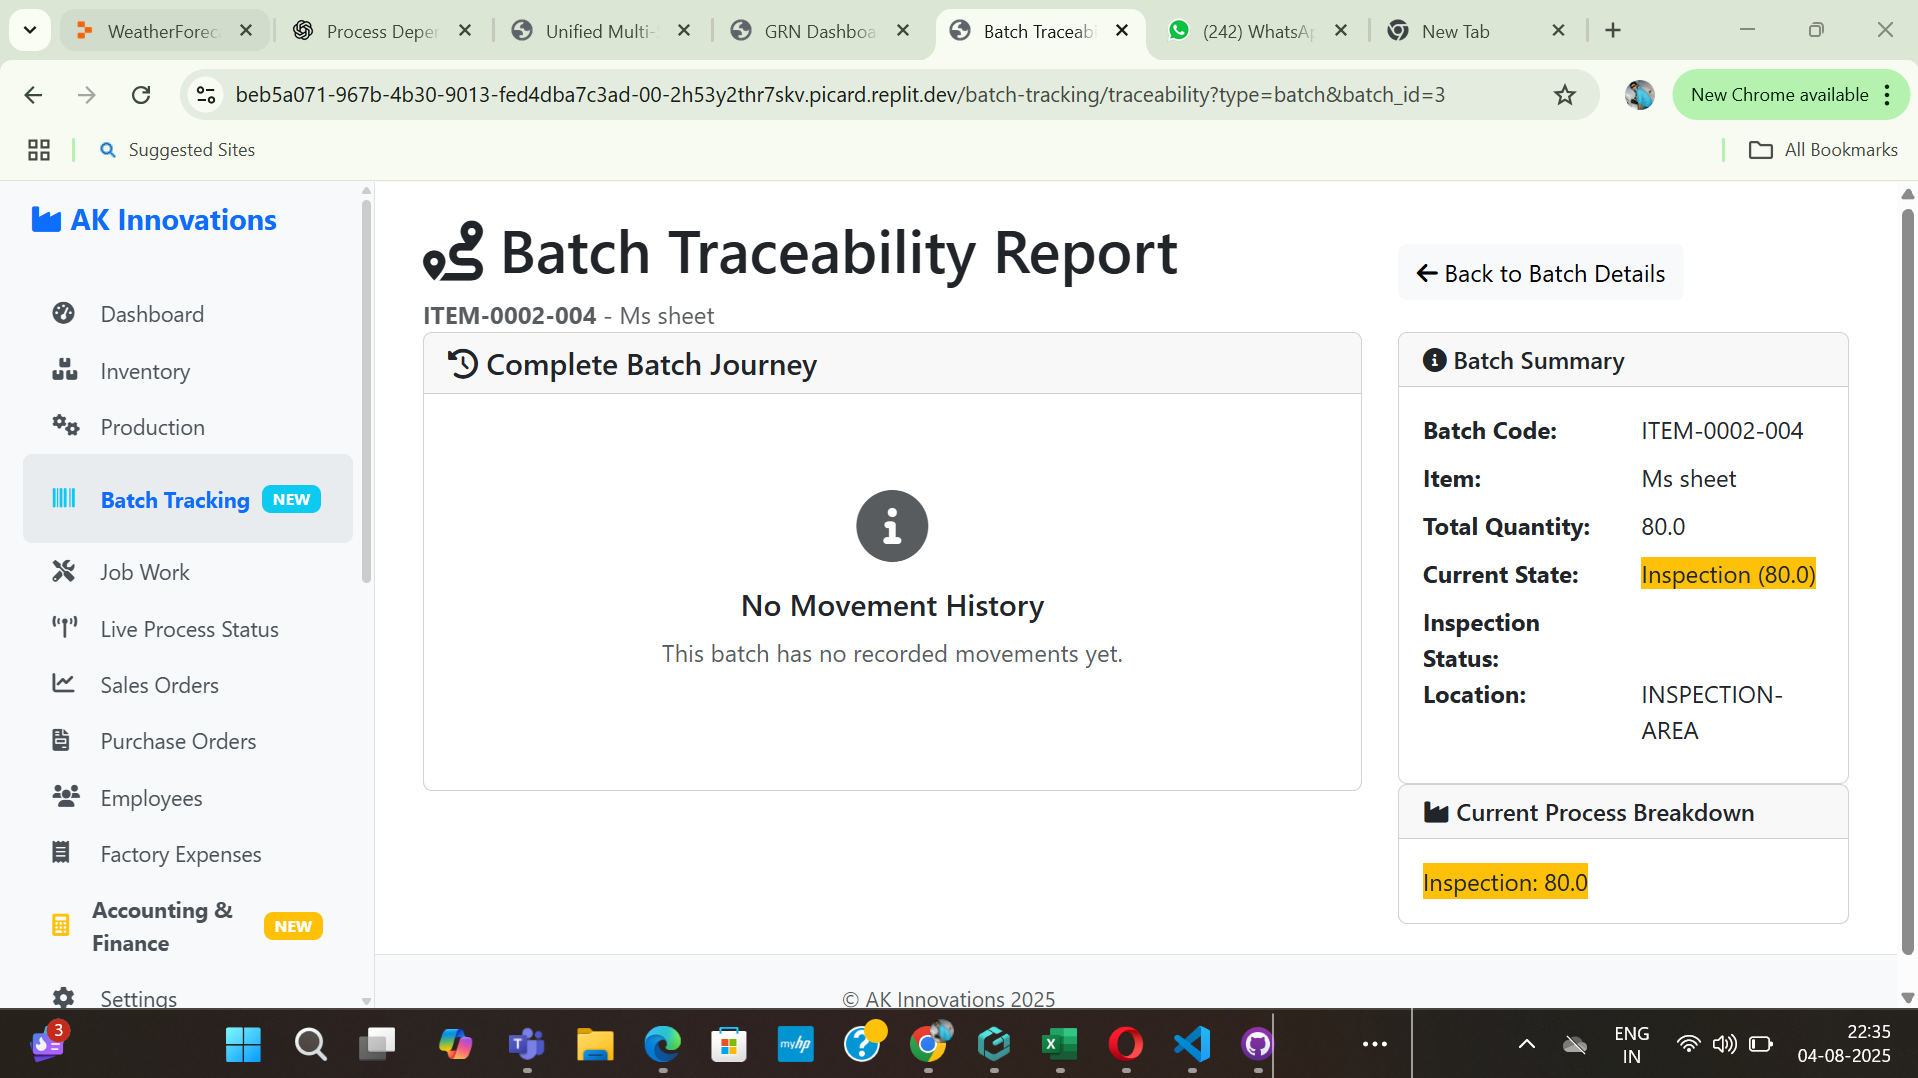 WeatherForec
Process Deper
Unified Multi-
GRN Dashboa
Batch Traceabi
(242) WhatsAp
New Tab
beb5a071-967b-4b30-9013-fed4dba7c3ad-00-2h53y2thr7skv.picard.replit.dev/batch-tracking/traceability?type=batch&batch_id=3
New Chrome available
Suggested Sites
All Bookmarks
AK Innovations
Dashboard
Inventory
Production
Batch Tracking NEW
Job Work
Live Process Status
Sales Orders
Purchase Orders
Employees
Factory Expenses
Accounting &
Finance
NEW
Settings
Batch Traceability Report
ITEM-0002-004 - Ms sheet
Back to Batch Details
Complete Batch Journey
No Movement History
This batch has no recorded movements yet.
Batch Summary
Batch Code: ITEM-0002-004
Item: Ms sheet
Total Quantity: 80.0
Current State: Inspection (80.0)
Inspection
Status:
Location: INSPECTION-
AREA
Current Process Breakdown
Inspection: 80.0
© AK Innovations 2025
3
myhp
ENG
IN
22:35
04-08-2025